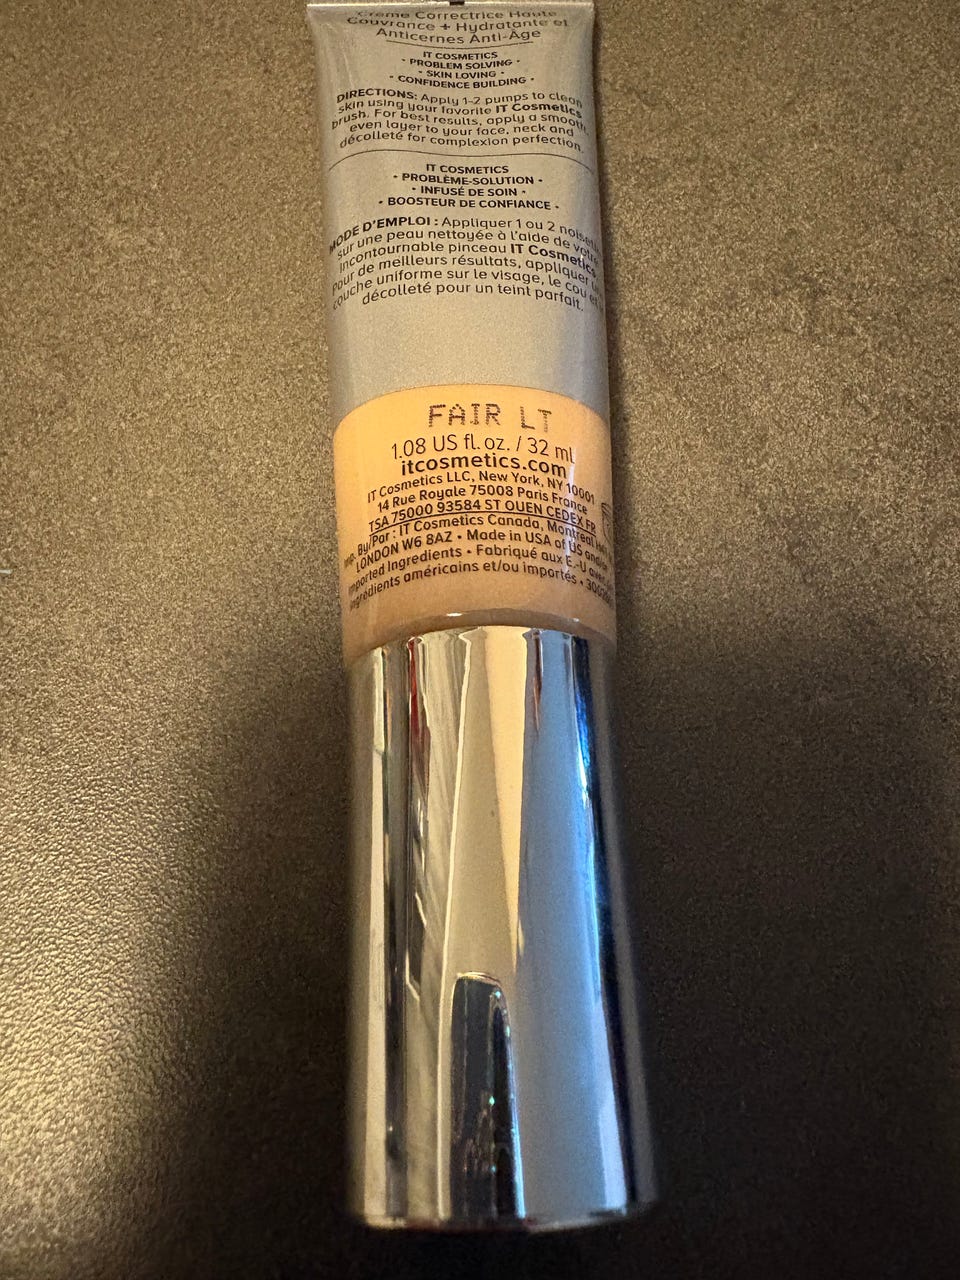 Crème Correctrice Haute
Couvrance + Hydratante et
Anticernes Anti-Âge
IT COSMETICS
• PROBLEM SOLVING •
• SKIN LOVING •
• CONFIDENCE BUILDING •
DIRECTIONS: Apply 1-2 pumps to clean
skin using your favorite IT Cosmetics
brush. For best results, apply a smooth,
even layer to your face, neck and
décolleté for complexion perfection.
IT COSMETICS
• PROBLÈME-SOLUTION •
• INFUSÉ DE SOIN •
• BOOSTEUR DE CONFIANCE •
MODE D'EMPLOI : Appliquer 1 ou 2
sur une peau nettoyée à l'aide de votre
incontournable pinceau IT Cosmetics.
Pour de meilleurs résultats, appliquer
couche uniforme sur le visage, le cou et
décolleté pour un teint parfait.
FAIR LT
1.08 US fl. oz. / 32 ml
itcosmetics.com
IT Cosmetics LLC, New York, NY 10001
14 Rue Royale 75008 Paris France
TSA 75000 93584 ST OUEN CEDEX FR
Imp. By/Par : IT Cosmetics Canada, Montreal
LONDON W6 8AZ • Made in USA of US and/or
Imported Ingredients • Fabriqué aux É.-U avec
ingrédients américains et/ou importés •